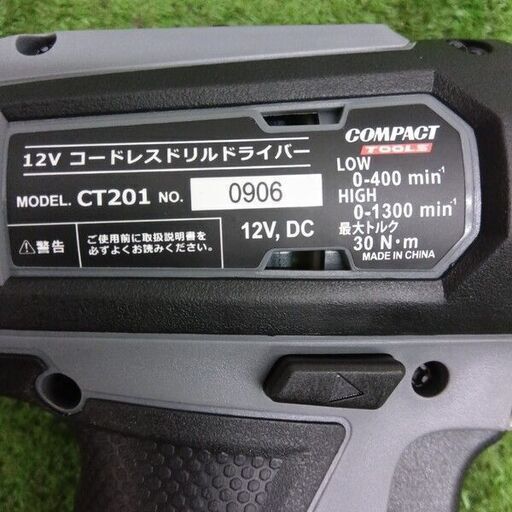 12V コードレスドリルドライバー
MODEL. CT201 NO. 0906
⚠警告 ご使用前に取扱説明書を
必ずよくお読みください。
12V, DC
COMPACT
TOOLS
LOW
0-400 min⁻¹
HIGH
0-1300 min⁻¹
最大トルク
30 N・m
MADE IN CHINA